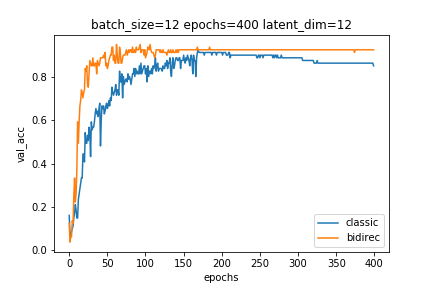 batch_size=12 epochs=400 latent_dim=12
val_acc
0.8
0.6
0.4
0.2
0.0
0 50 100 150 200 250 300 350 400
epochs
classic
bidirec